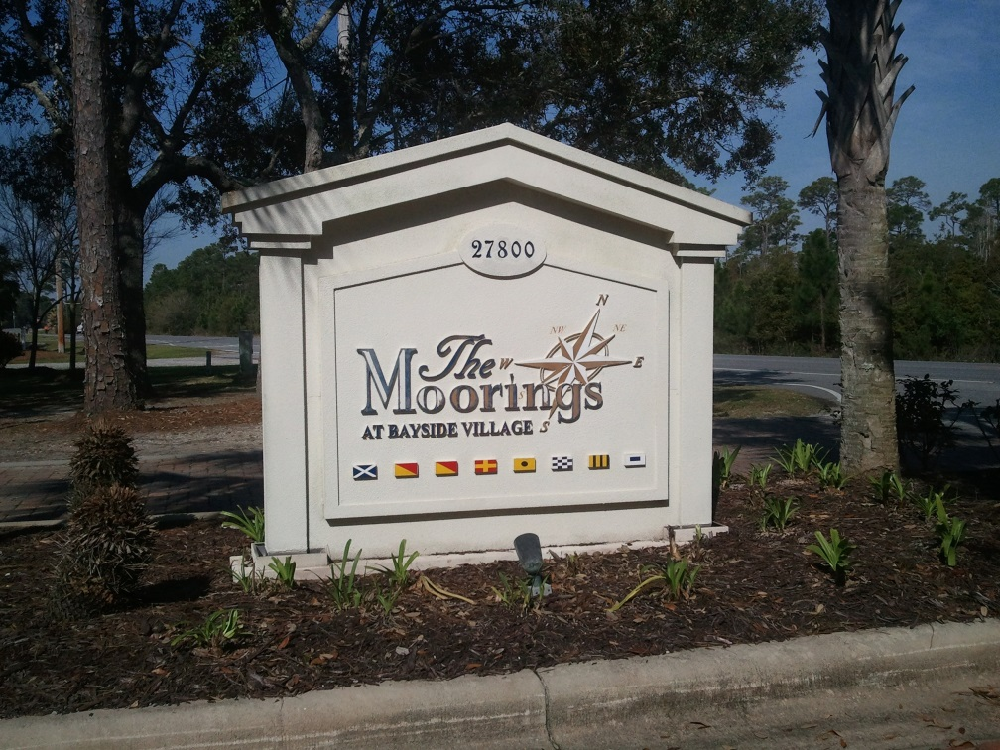 27800
N
NW NE
The W E
Moorings
S
AT BAYSIDE VILLAGE